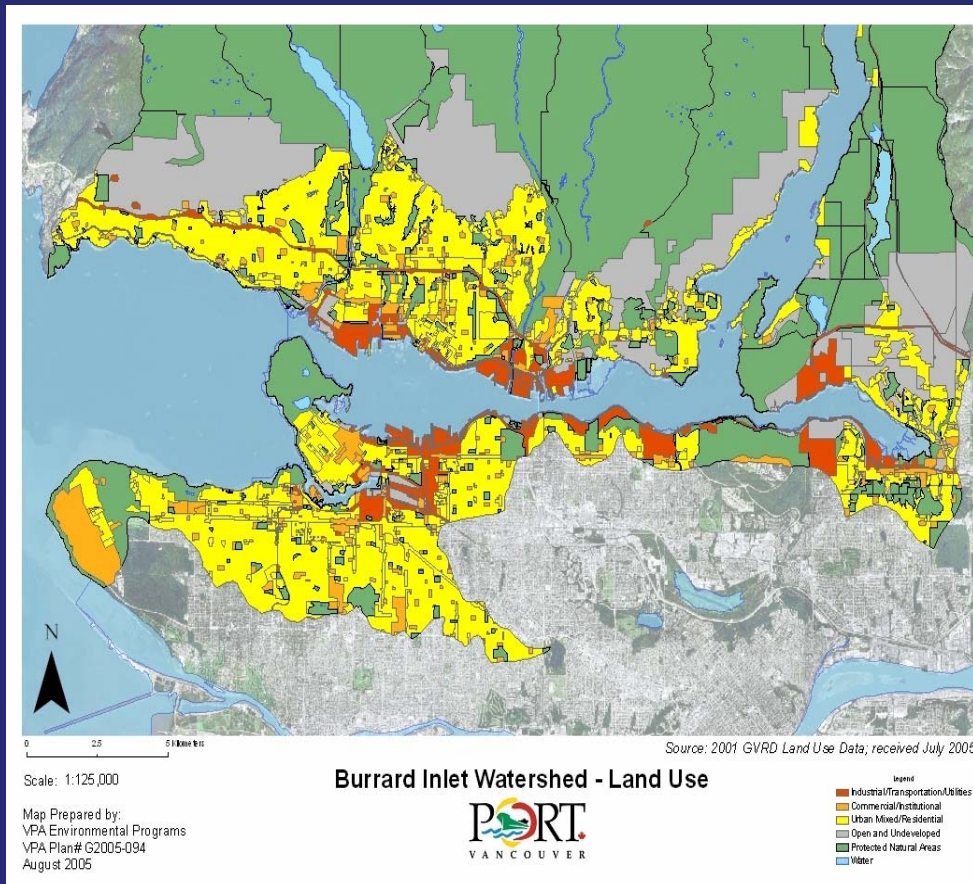 N
0 2.5 5 Kilometers
Source: 2001 GVRD Land Use Data; received July 2005
Scale: 1:125,000
Burrard Inlet Watershed - Land Use
Map Prepared by:
VPA Environmental Programs
VPA Plan# G2005-094
August 2005
PORT
VANCOUVER
Legend
Industrial/Transportation/Utilities
Commercial/Institutional
Urban Mixed/Residential
Open and Undeveloped
Protected Natural Areas
Water